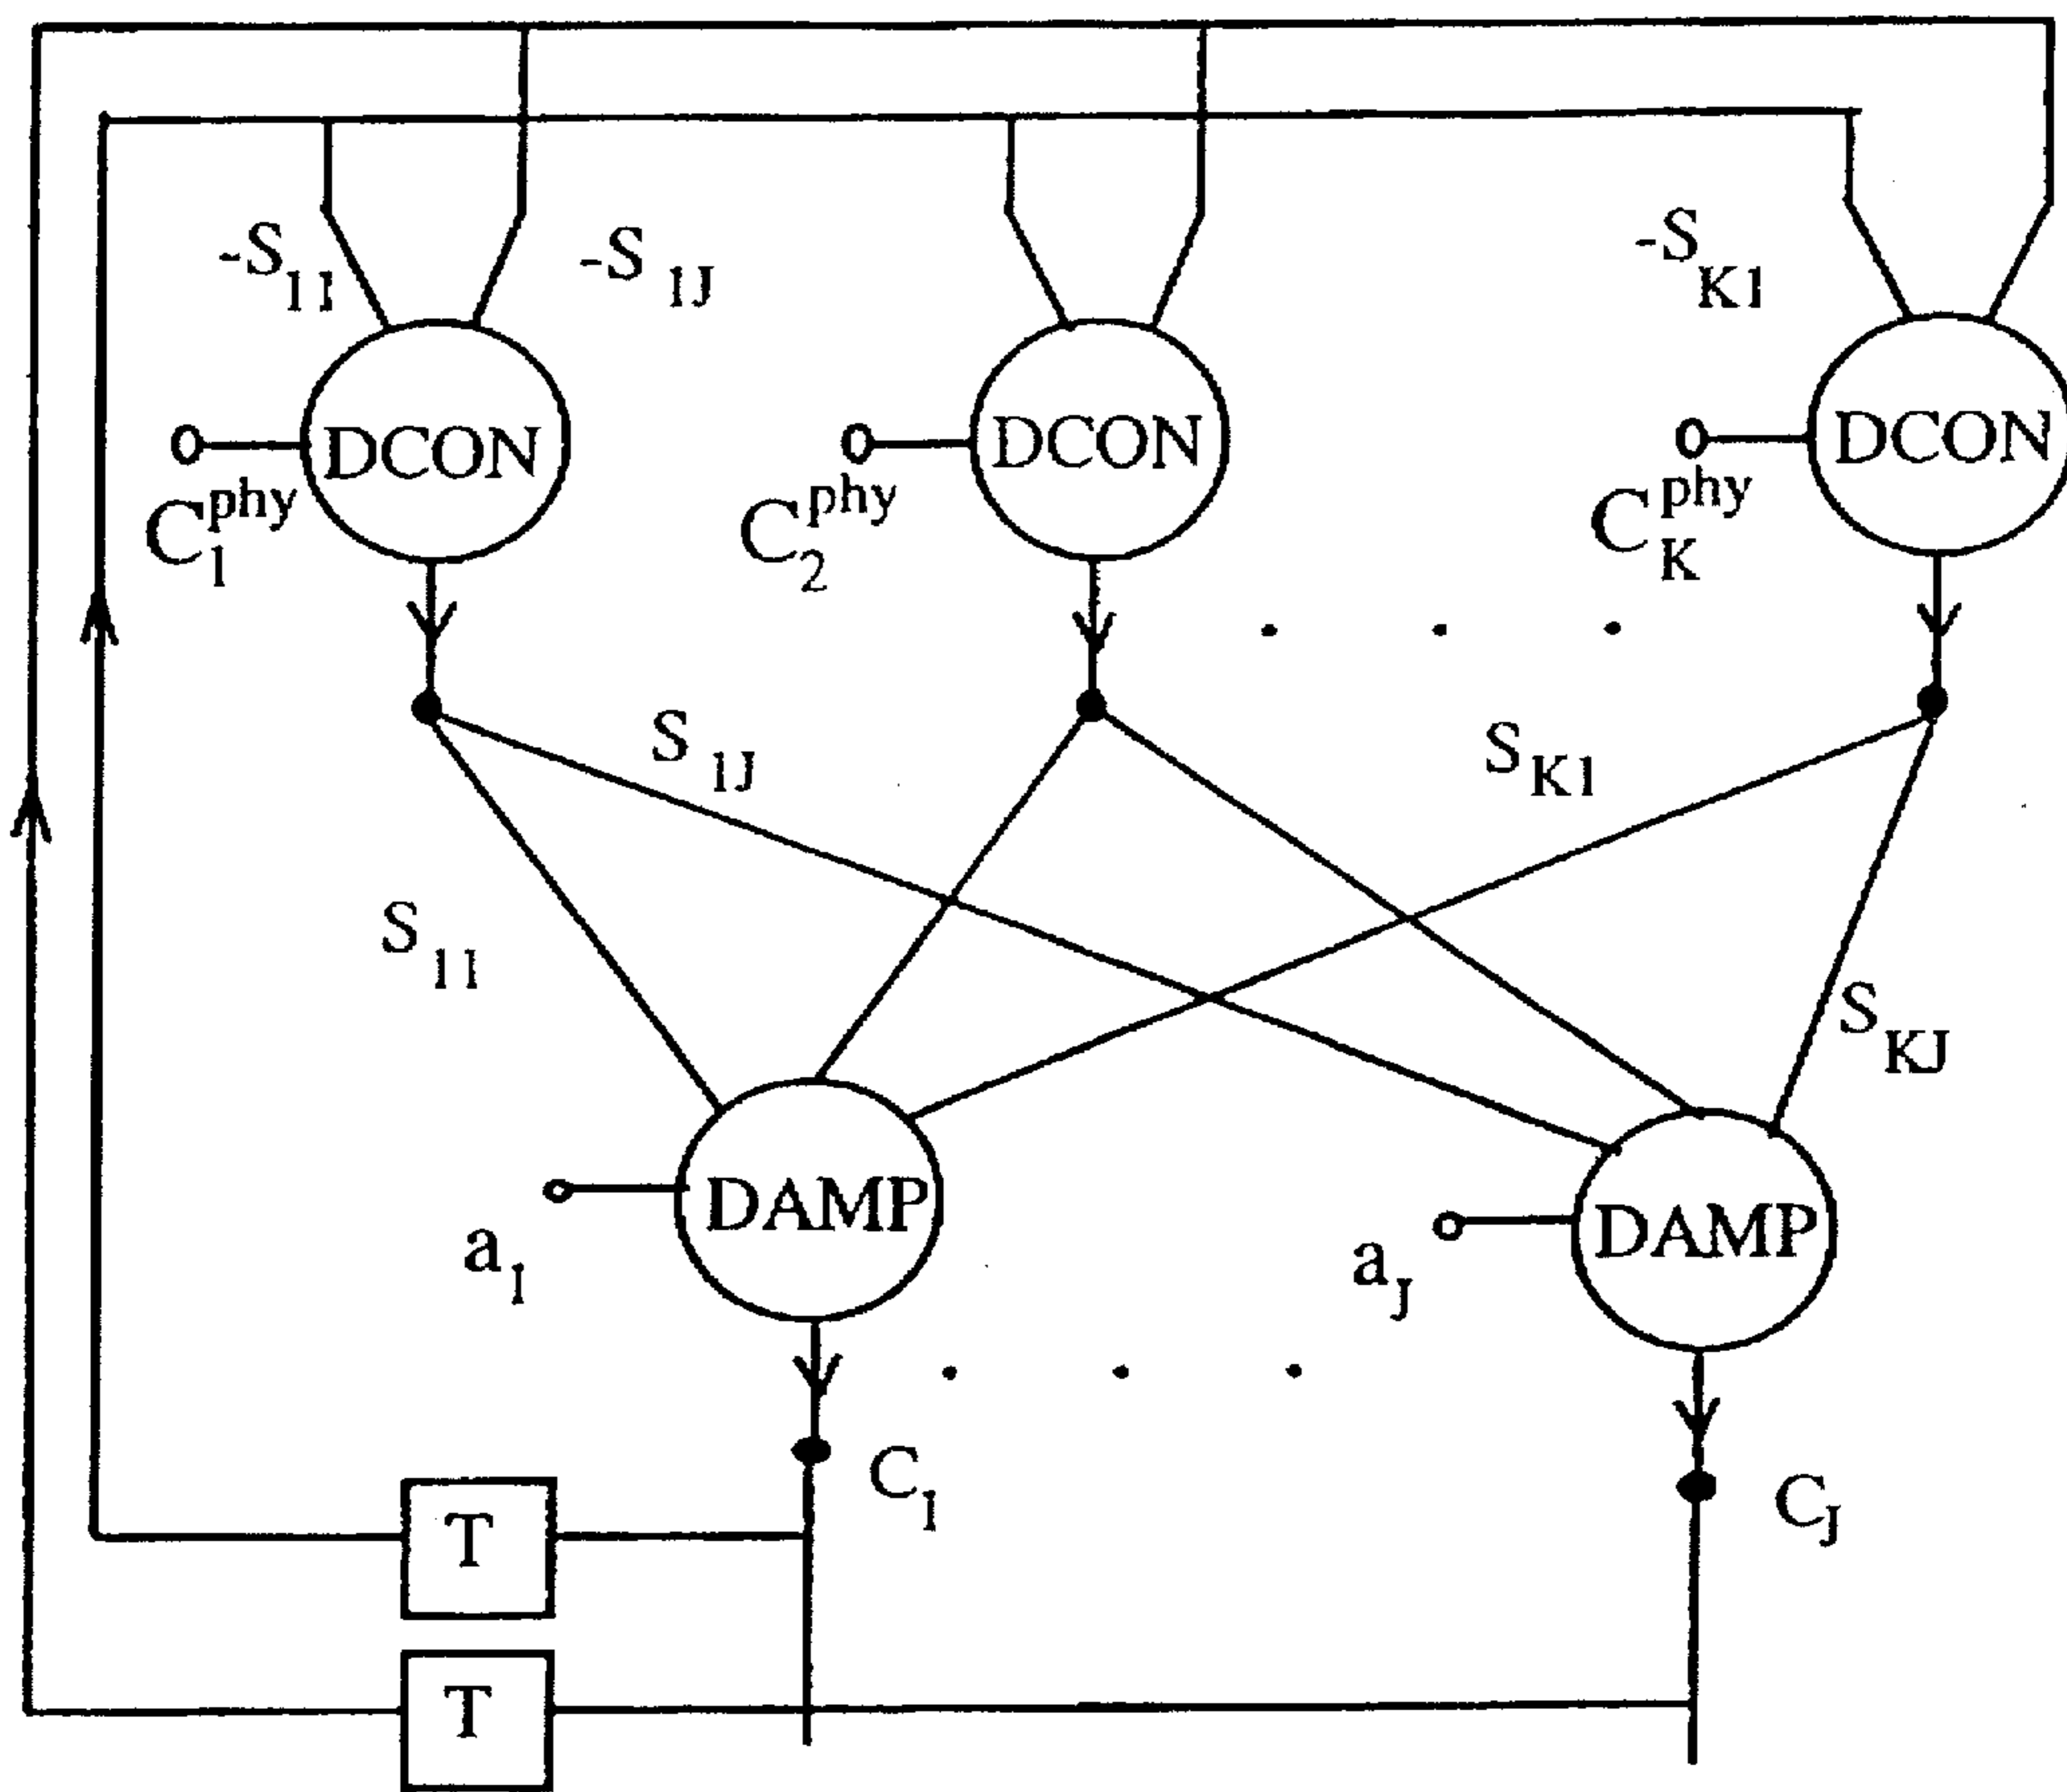 -S11
-S1J
-SK1
DCON
DCON
DCON
C1phy
C2phy
CKphy
S1J
SK1
S11
SKJ
DAMP
DAMP
a1
aJ
C1
CJ
T
T